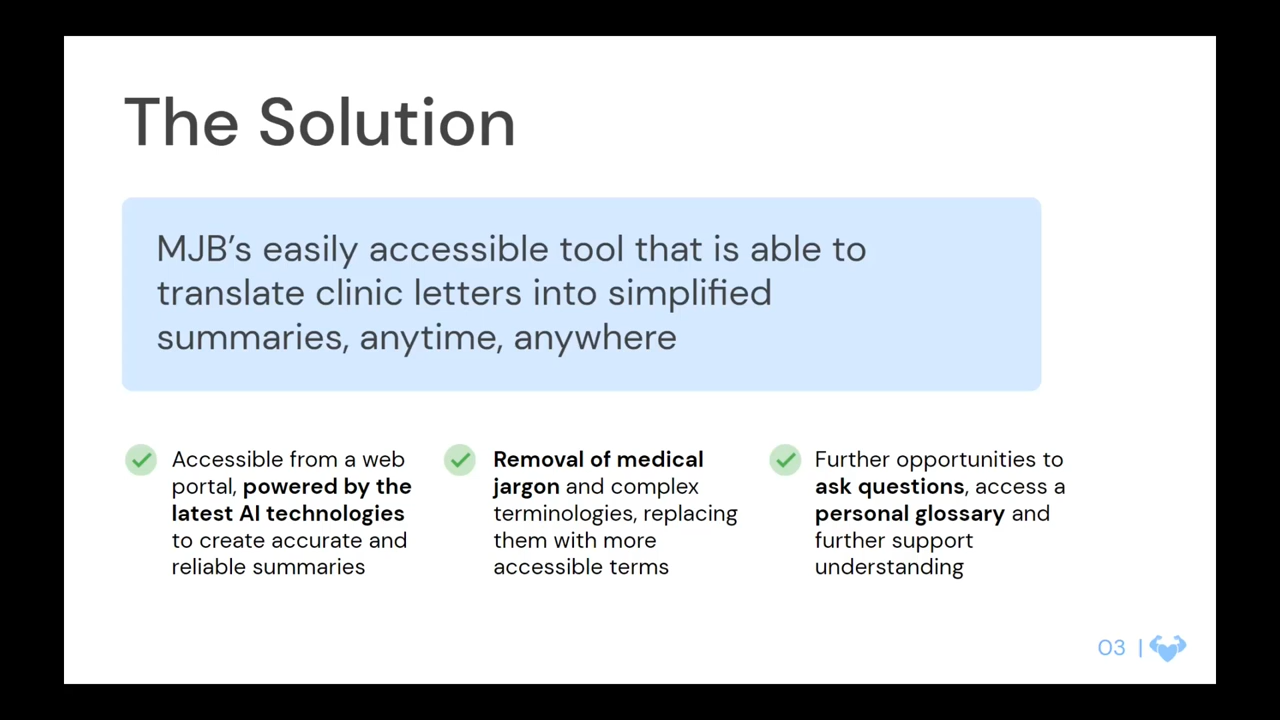 The Solution
MJB’s easily accessible tool that is able to
translate clinic letters into simplified
summaries, anytime, anywhere
Accessible from a web
portal, powered by the
latest AI technologies
to create accurate and
reliable summaries
Removal of medical
jargon and complex
terminologies, replacing
them with more
accessible terms
Further opportunities to
ask questions, access a
personal glossary and
further support
understanding
03 |